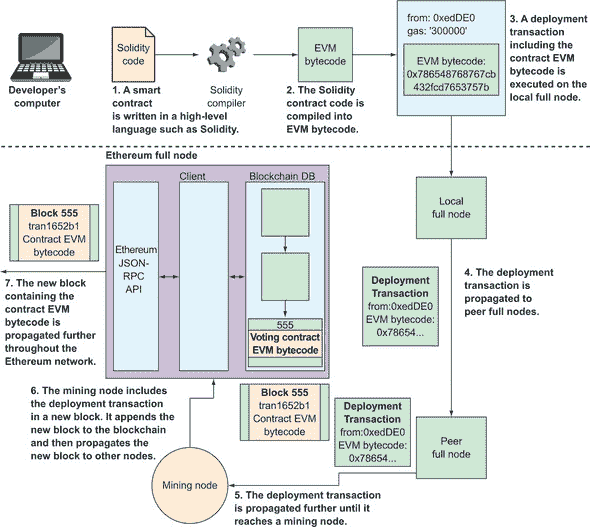 Developer's
computer
Solidity
code
1. A smart
contract
is written in a high-level
language such as Solidity.
Solidity
compiler
EVM
bytecode
2. The Solidity
contract code is
compiled into
EVM bytecode.
from: 0xedDE0
gas: '300000'
EVM bytecode:
0x786548768767cb
432fcd7653757b
3. A deployment
transaction
including the
contract EVM
bytecode is
executed on the
local full node.
Local
full node
4. The deployment
transaction is
propagated to
peer full nodes.
Deployment
Transaction
from:0xedDE0
EVM bytecode:
0x78654...
Peer
full node
Deployment
Transaction
from:0xedDE0
EVM bytecode:
0x78654...
5. The deployment transaction
is propagated further until it
reaches a mining node.
Mining node
6. The mining node includes
the deployment transaction
in a new block. It appends the
new block to the blockchain
and then propagates the
new block to other nodes.
Block 555
tran1652b1
Contract EVM
bytecode
Ethereum full node
Client
Blockchain DB
Ethereum
JSON-
RPC
API
555
Voting contract
EVM bytecode
Block 555
tran1652b1
Contract EVM
bytecode
7. The new block
containing the
contract EVM
bytecode is
propagated further
throughout the
Ethereum network.